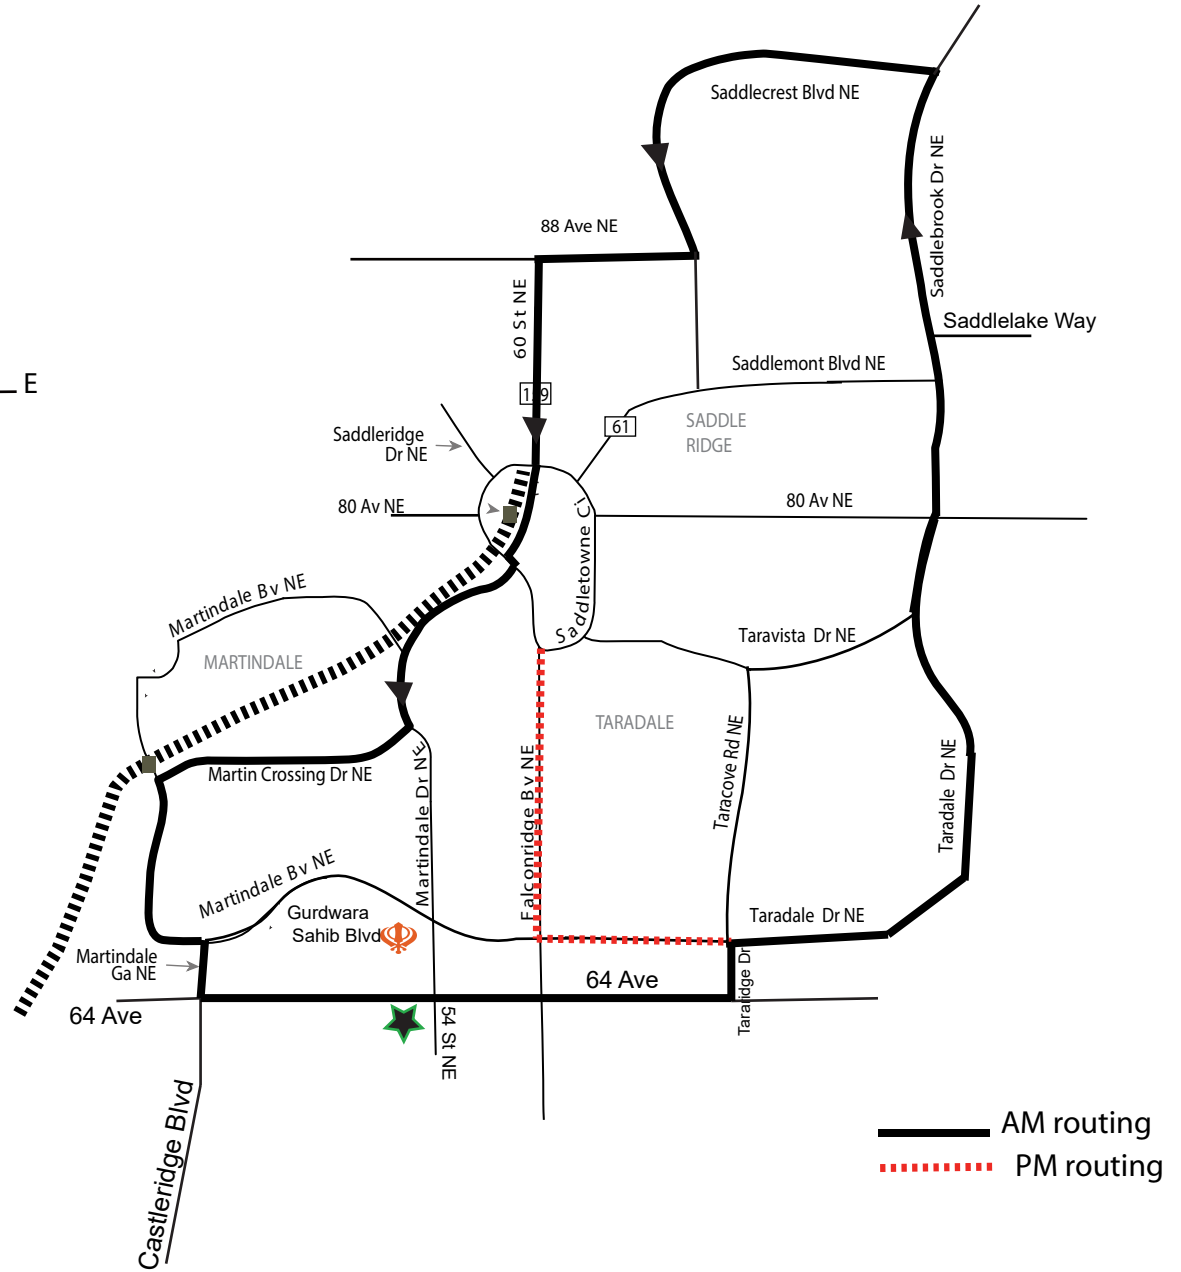 Saddlecrest Blvd NE
Saddlebrook Dr NE
88 Ave NE
60 St NE
Saddlelake Way
Saddlemont Blvd NE
E
61
SADDLE
RIDGE
Saddleridge
Dr NE
80 Av NE
80 Av NE
Saddletowne Ci
Martindale Bv NE
MARTINDALE
Taravista Dr NE
TARADALE
Martin Crossing Dr NE
Martindale Dr NE
Falconridge Bv NE
Taracove Rd NE
Taradale Dr NE
Martindale Bv NE
Gurdwara
Sahib Blvd
Taradale Dr NE
Martindale
Ga NE
64 Ave
64 Ave
Tararidge Dr
54 St NE
Castleridge Blvd
AM routing
PM routing